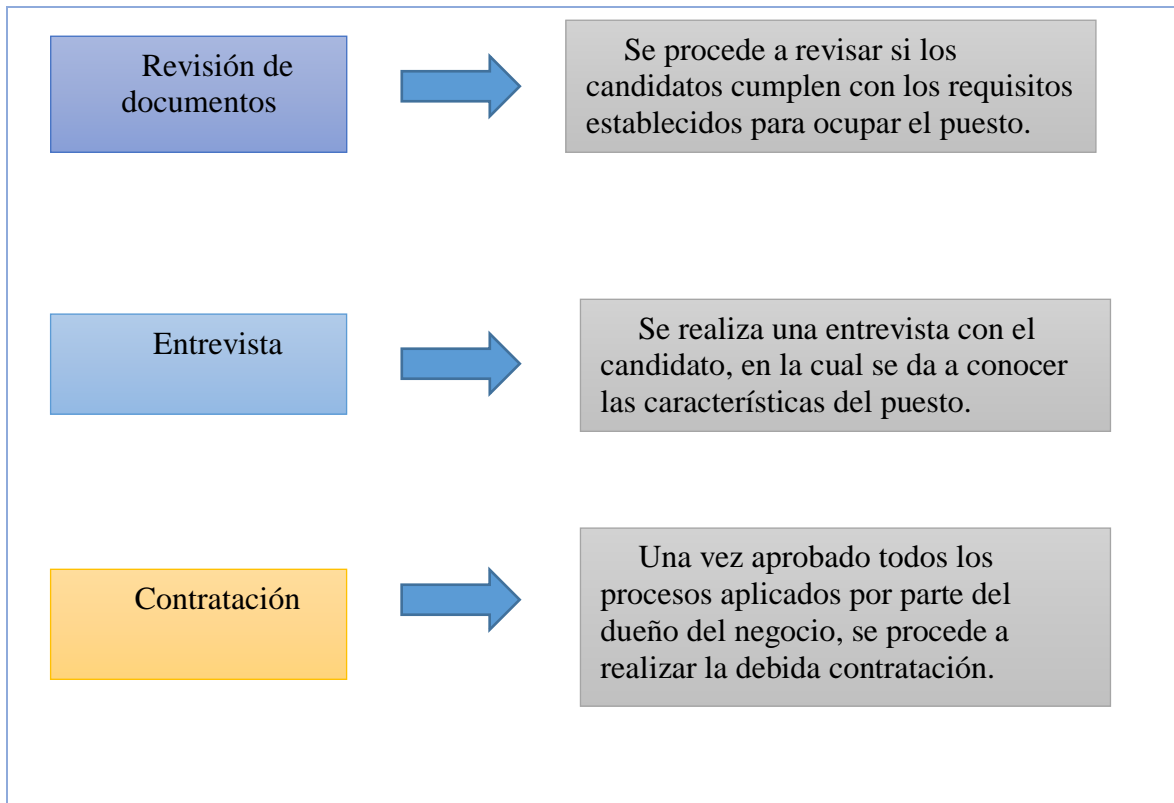 Revisión de
documentos
Se procede a revisar si los
candidatos cumplen con los requisitos
establecidos para ocupar el puesto.
Entrevista
Se realiza una entrevista con el
candidato, en la cual se da a conocer
las características del puesto.
Contratación
Una vez aprobado todos los
procesos aplicados por parte del
dueño del negocio, se procede a
realizar la debida contratación.